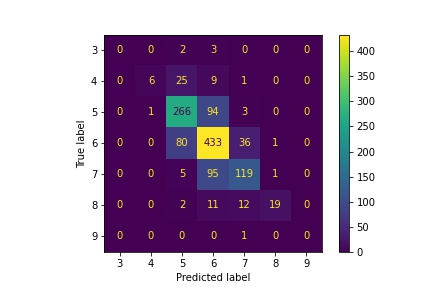 3 0 0 2 3 0 0 0
4 0 6 25 9 1 0 0
5 0 1 266 94 3 0 0
6 0 0 80 433 36 1 0
7 0 0 5 95 119 1 0
8 0 0 2 11 12 19 0
9 0 0 0 0 1 0 0
3 4 5 6 7 8 9
True label
Predicted label
400
350
300
250
200
150
100
50
0